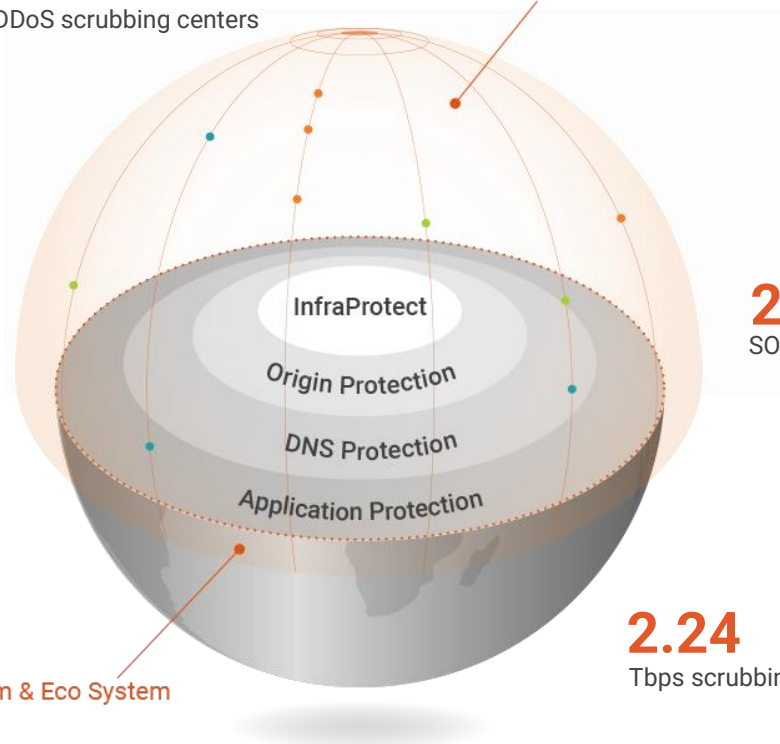 DDoS scrubbing centers
InfraProtect
Origin Protection
2
SO
DNS Protection
Application Protection
2.24
Tbps scrubbin
m & Eco System